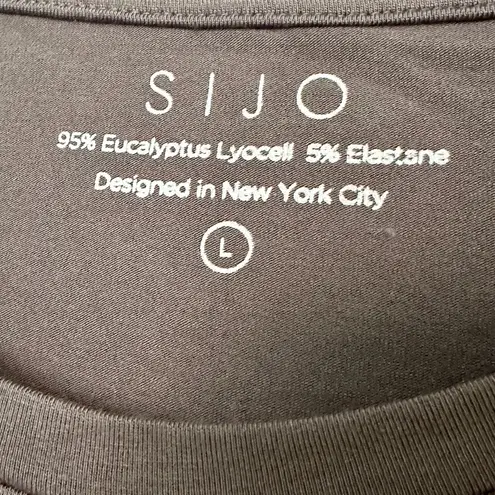 SIJO
95% Eucalyptus Lyocell 5% Elastane
Designed in New York City
L